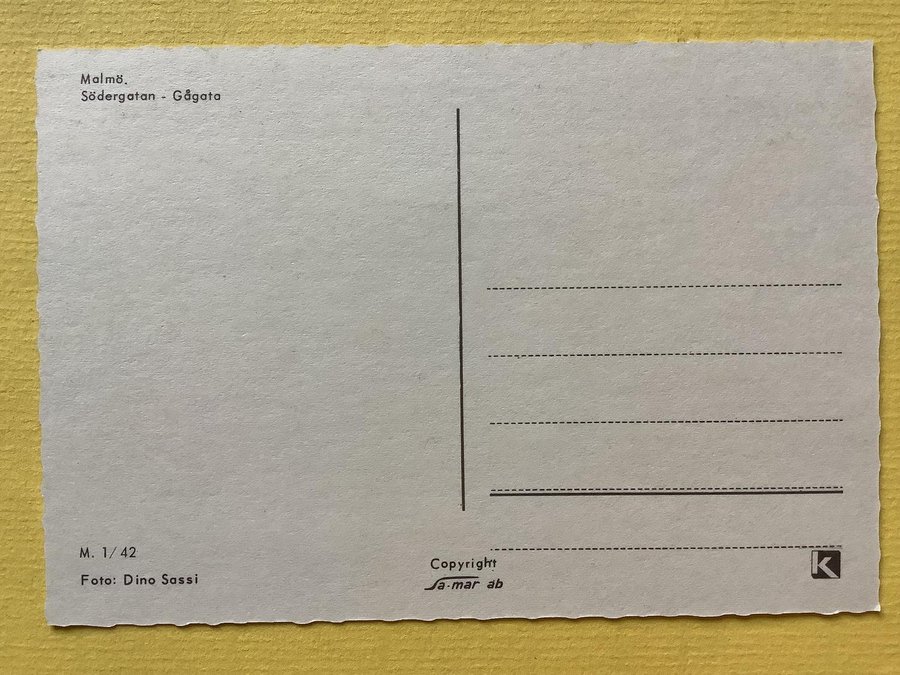 Malmö.
Södergatan - Gågata
M. 1/42
Foto: Dino Sassi
Copyright
Sa-mar ab
K